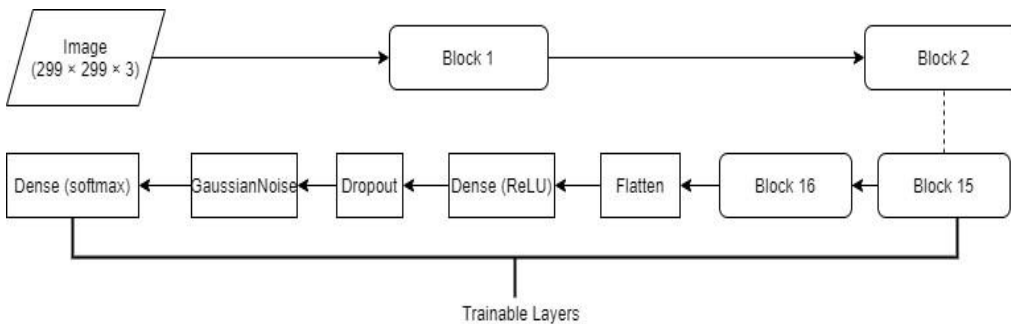 Image
(299 × 299 × 3)
Block 1
Block 2
Dense (softmax)
GaussianNoise
Dropout
Dense (ReLU)
Flatten
Block 16
Block 15
Trainable Layers